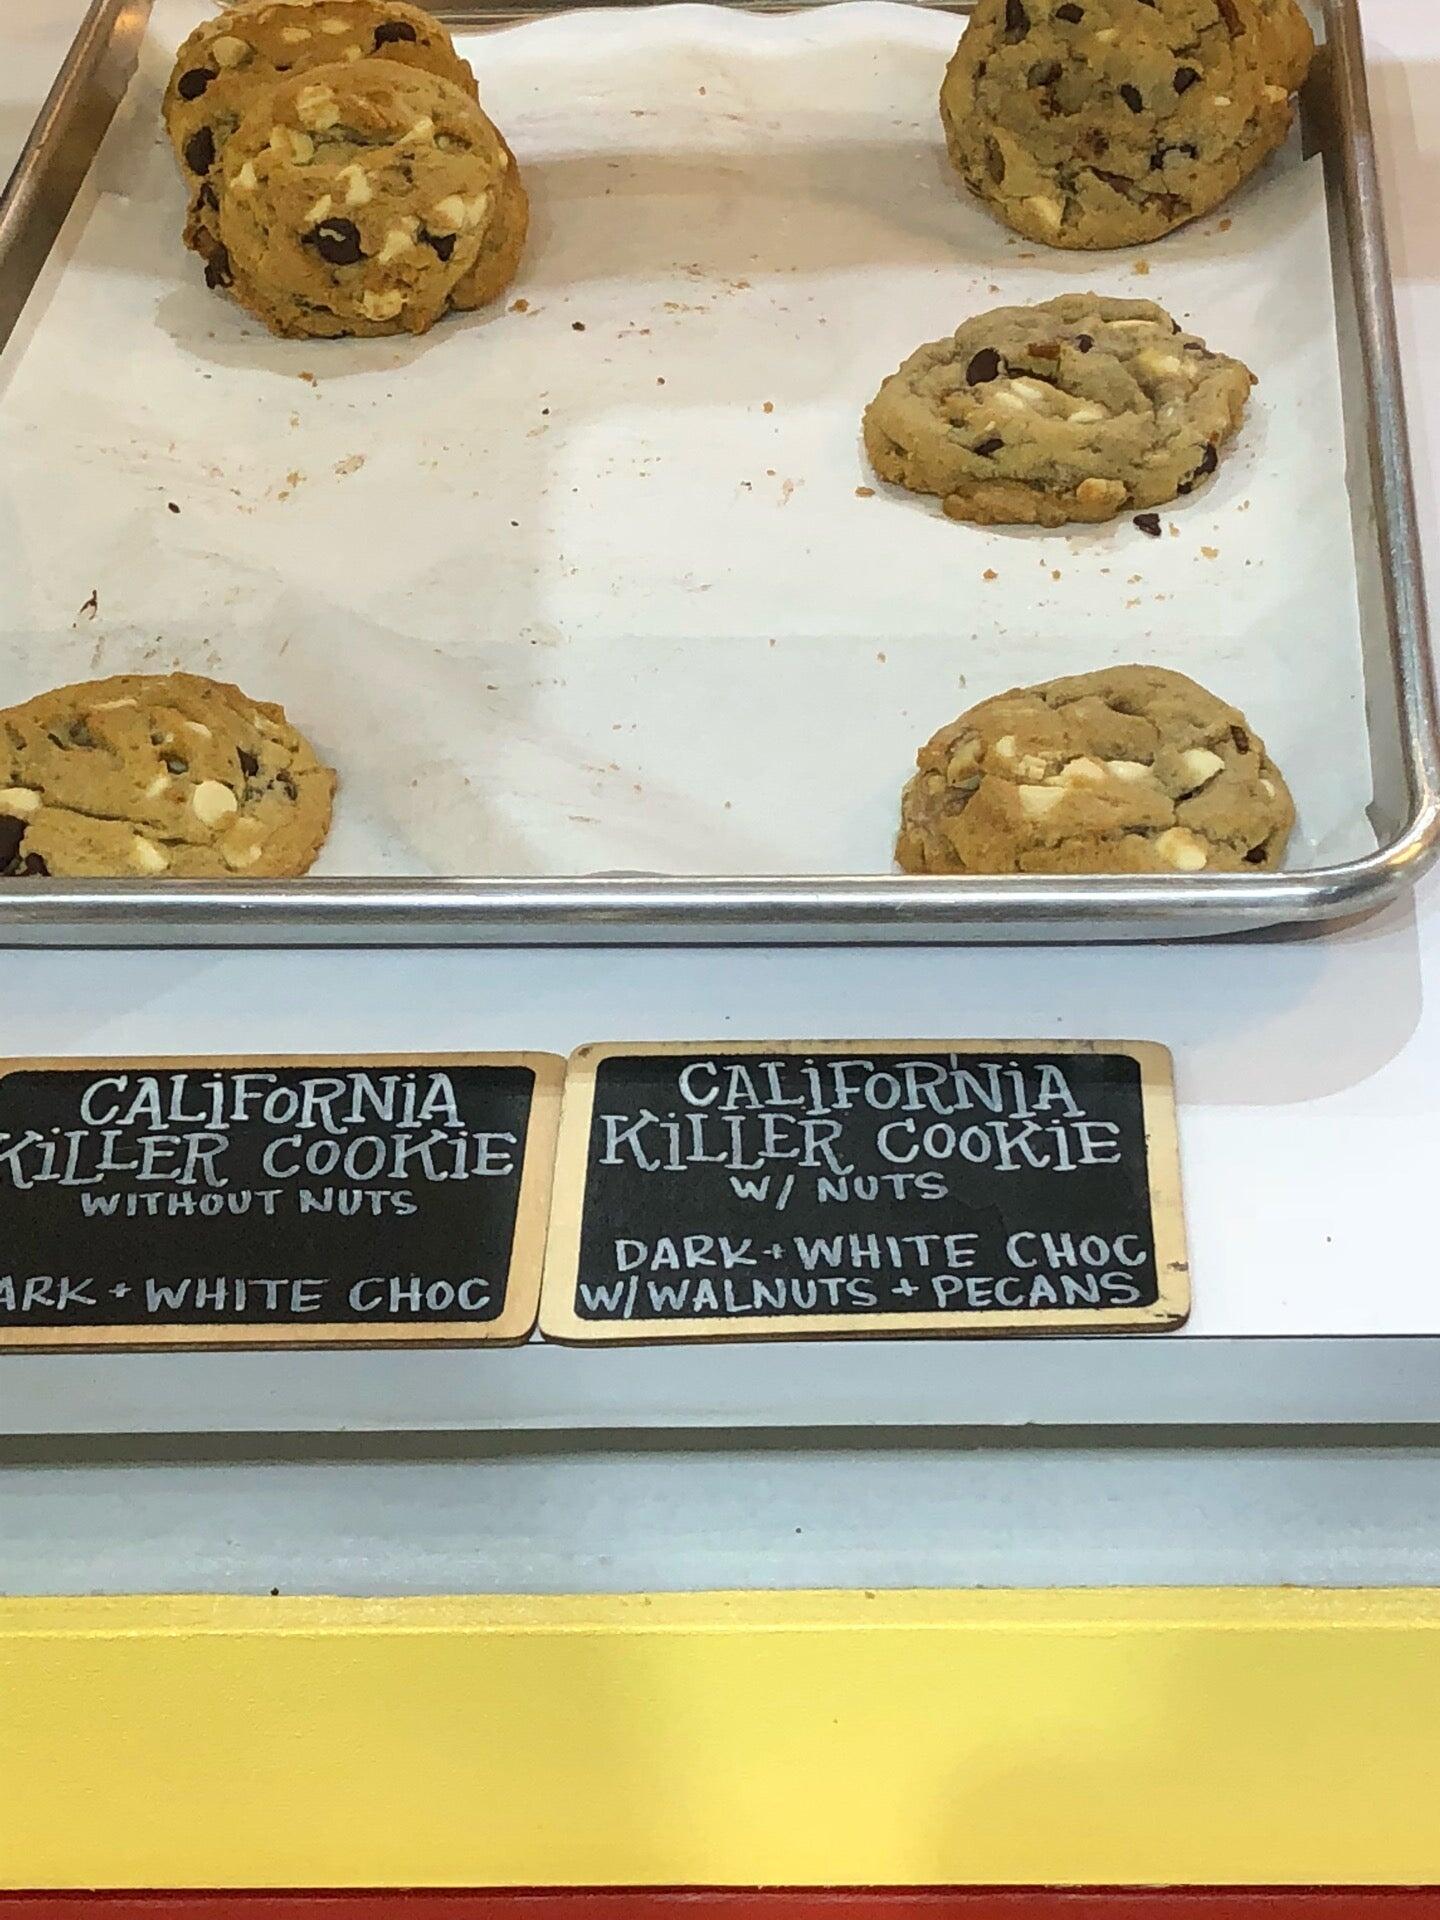 CALiFORNiA
KiLLER COOKiE
WITHOUT NUTS
ARK + WHITE CHOC
CALiFORNiA
KiLLER COOKiE
W/ NUTS
DARK + WHITE CHOC
W/WALNUTS + PECANS